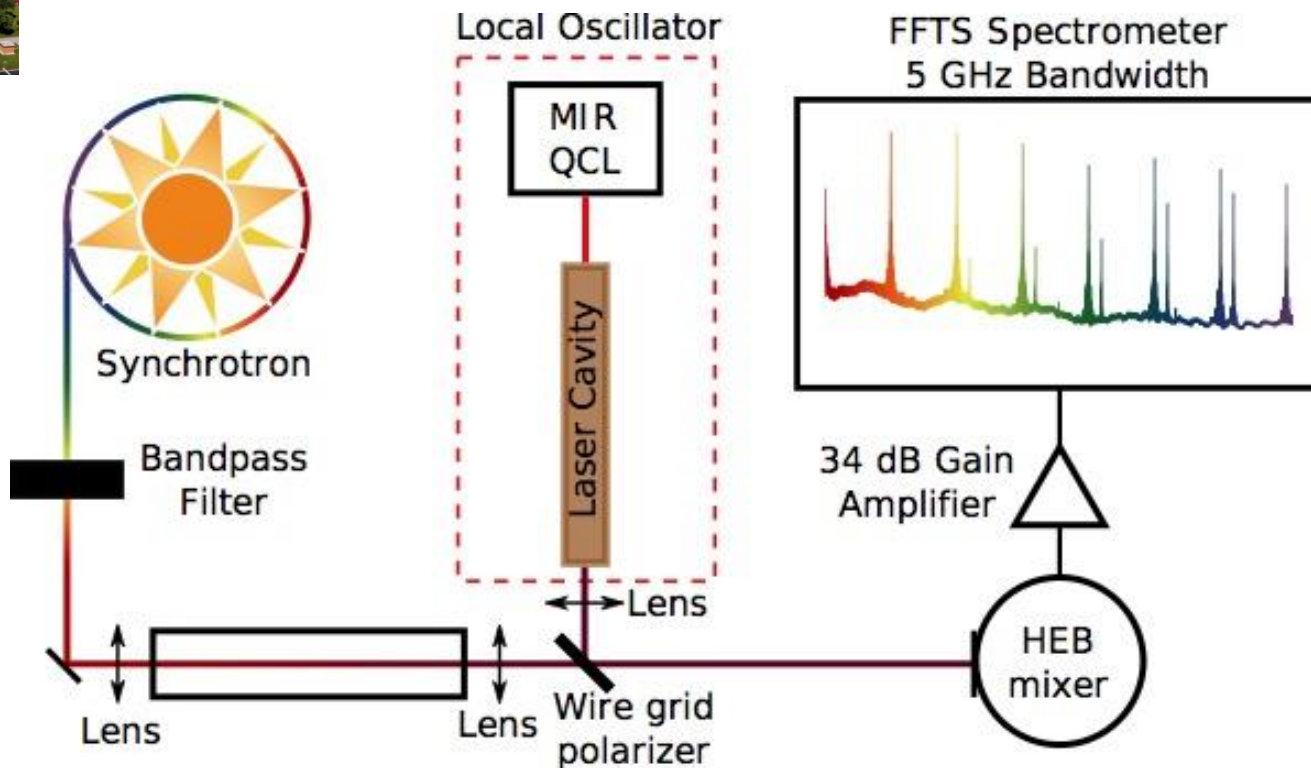 Local Oscillator
FFTS Spectrometer
5 GHz Bandwidth
MIR
QCL
Laser Cavity
Synchrotron
Bandpass
Filter
34 dB Gain
Amplifier
Lens
HEB
mixer
Lens
Lens
Wire grid
polarizer